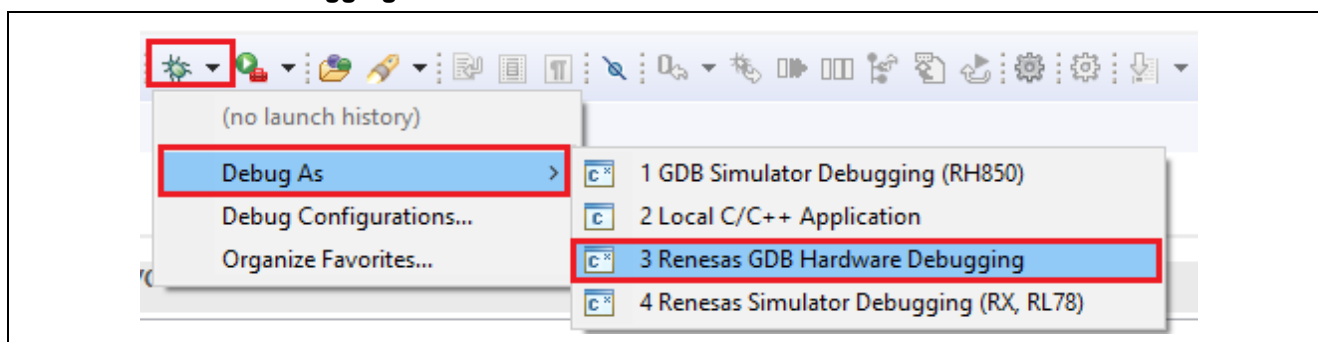 (no launch history)
Debug As
Debug Configurations...
Organize Favorites...
1 GDB Simulator Debugging (RH850)
2 Local C/C++ Application
3 Renesas GDB Hardware Debugging
4 Renesas Simulator Debugging (RX, RL78)